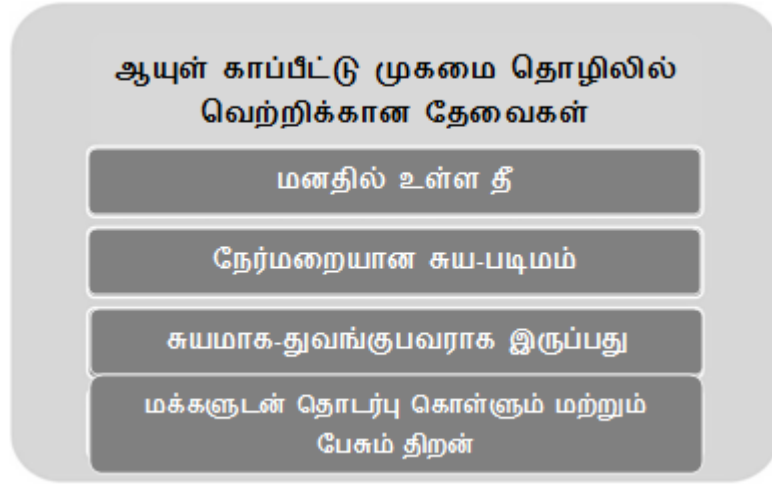 ஆயுள் காப்பீட்டு முகமை தொழிலில்
வெற்றிக்கான தேவைகள்
மனதில் உள்ள தீ
நேர்மறையான சுய-படிமம்
சுயமாக-துவங்குபவராக இருப்பது
மக்களுடன் தொடர்பு கொள்ளும் மற்றும்
பேசும் திறன்